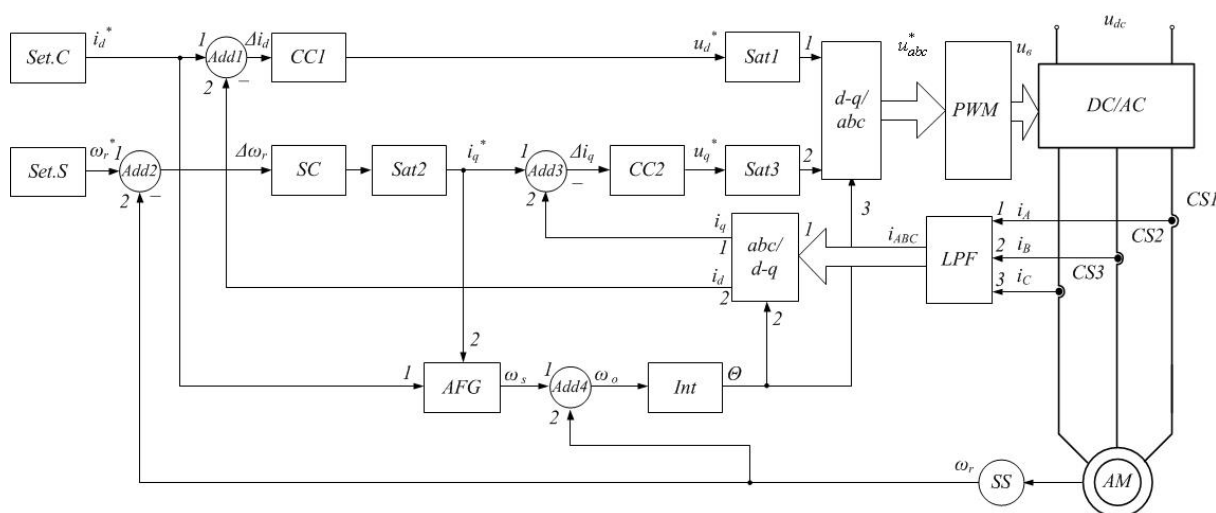 u_dc
Set.C
i_d^*
1
Add1
2
–
Δi_d
CC1
u_d^*
Sat1
1
d-q/
abc
u_abc^*
PWM
u_в
DC/AC
Set.S
ω_r^*
1
Add2
2
–
Δω_r
SC
Sat2
i_q^*
1
Add3
2
–
Δi_q
CC2
u_q^*
Sat3
2
3
CS1
CS2
CS3
i_q
1
i_d
2
abc/
d-q
1
2
i_ABC
LPF
1
i_A
2
i_B
3
i_C
2
1
AFG
ω_s
1
Add4
2
ω_o
Int
Θ
ω_r
SS
AM